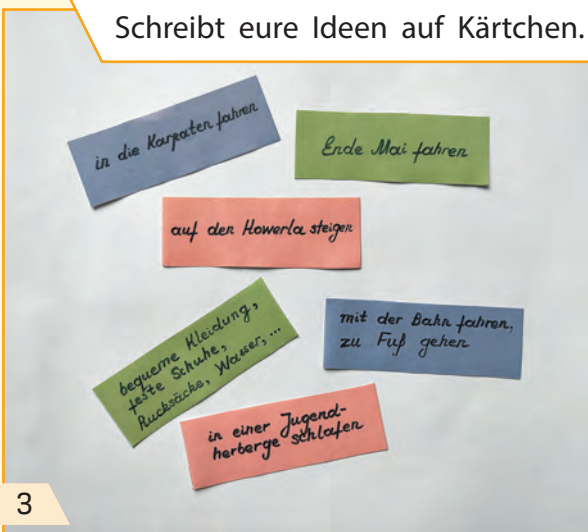 Schreibt eure Ideen auf Kärtchen.
in die Karpaten fahren
Ende Mai fahren
auf den Howerla steigen
bequeme Kleidung,
feste Schuhe,
Rucksäcke, Wasser, ...
mit der Bahn fahren,
zu Fuß gehen
in einer Jugend-
herberge schlafen
3